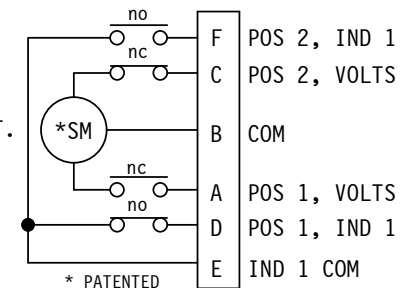 no
F POS 2, IND 1
nc
C POS 2, VOLTS
*SM
B COM
nc
A POS 1, VOLTS
no
D POS 1, IND 1
E IND 1 COM
* PATENTED